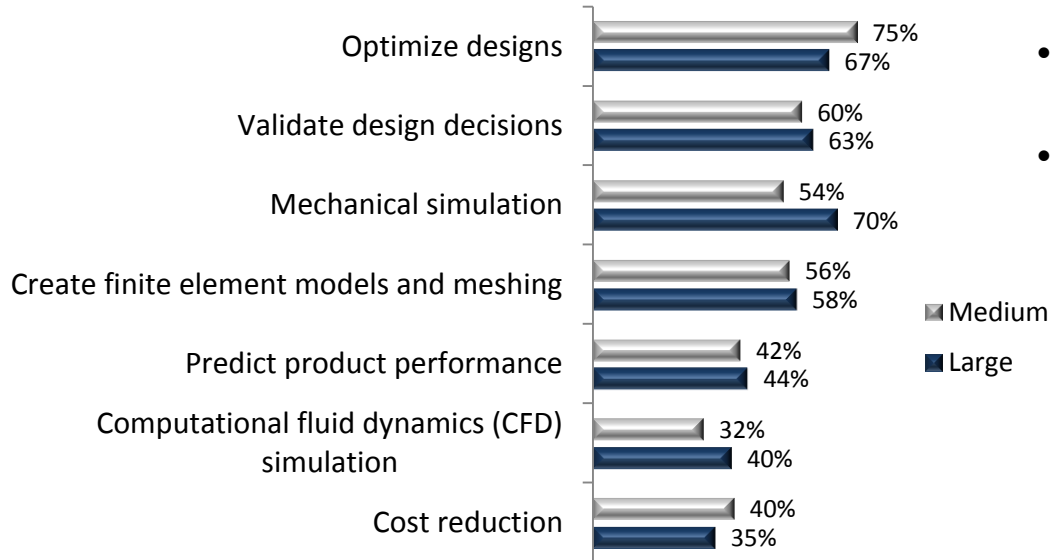 Optimize designs
75%
67%
•
Validate design decisions
60%
63%
•
Mechanical simulation
54%
70%
Create finite element models and meshing
56%
58%
Medium
Large
Predict product performance
42%
44%
Computational fluid dynamics (CFD)
simulation
32%
40%
Cost reduction
40%
35%